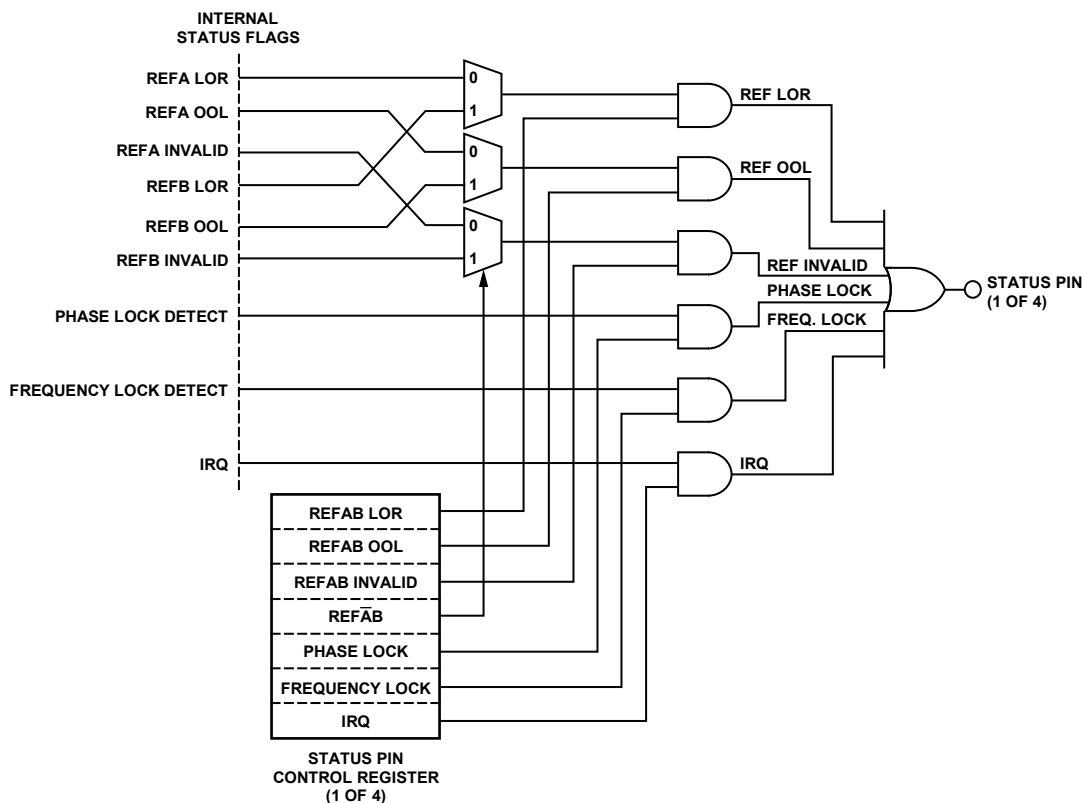 INTERNAL
STATUS FLAGS
REFA LOR
REFA OOL
REFA INVALID
REFB LOR
REFB OOL
REFB INVALID
PHASE LOCK DETECT
FREQUENCY LOCK DETECT
IRQ
0
1
0
1
0
1
REF LOR
REF OOL
REF INVALID
PHASE LOCK
FREQ. LOCK
IRQ
STATUS PIN
(1 OF 4)
REFAB LOR
REFAB OOL
REFAB INVALID
REFA̅B
PHASE LOCK
FREQUENCY LOCK
IRQ
STATUS PIN
CONTROL REGISTER
(1 OF 4)